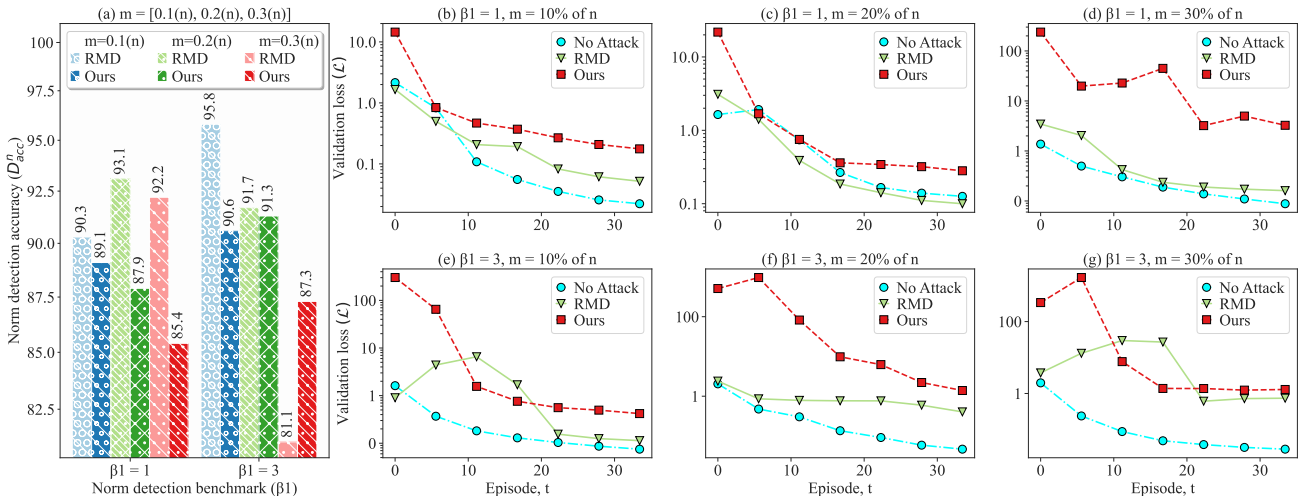 (a) m = [0.1(n), 0.2(n), 0.3(n)]
m=0.1(n) m=0.2(n) m=0.3(n)
RMD RMD RMD
Ours Ours Ours
100
97.5
95.0
92.5
90.0
87.5
85.0
82.5
Norm detection accuracy (D^n_acc)
90.3
89.1
93.1
87.9
92.2
85.4
95.8
90.6
91.7
91.3
81.1
87.3
β1 = 1 β1 = 3
Norm detection benchmark (β1)
(b) β1 = 1, m = 10% of n
Validation loss (ℒ)
10.0
1.0
0.1
No Attack
RMD
Ours
0 10 20 30
(c) β1 = 1, m = 20% of n
10.0
1.0
0.1
No Attack
RMD
Ours
0 10 20 30
(d) β1 = 1, m = 30% of n
100
10
1
0
No Attack
RMD
Ours
0 10 20 30
(e) β1 = 3, m = 10% of n
Validation loss (ℒ)
100
10
1
0
No Attack
RMD
Ours
0 10 20 30
Episode, t
(f) β1 = 3, m = 20% of n
100
1
No Attack
RMD
Ours
0 10 20 30
Episode, t
(g) β1 = 3, m = 30% of n
100
1
No Attack
RMD
Ours
0 10 20 30
Episode, t